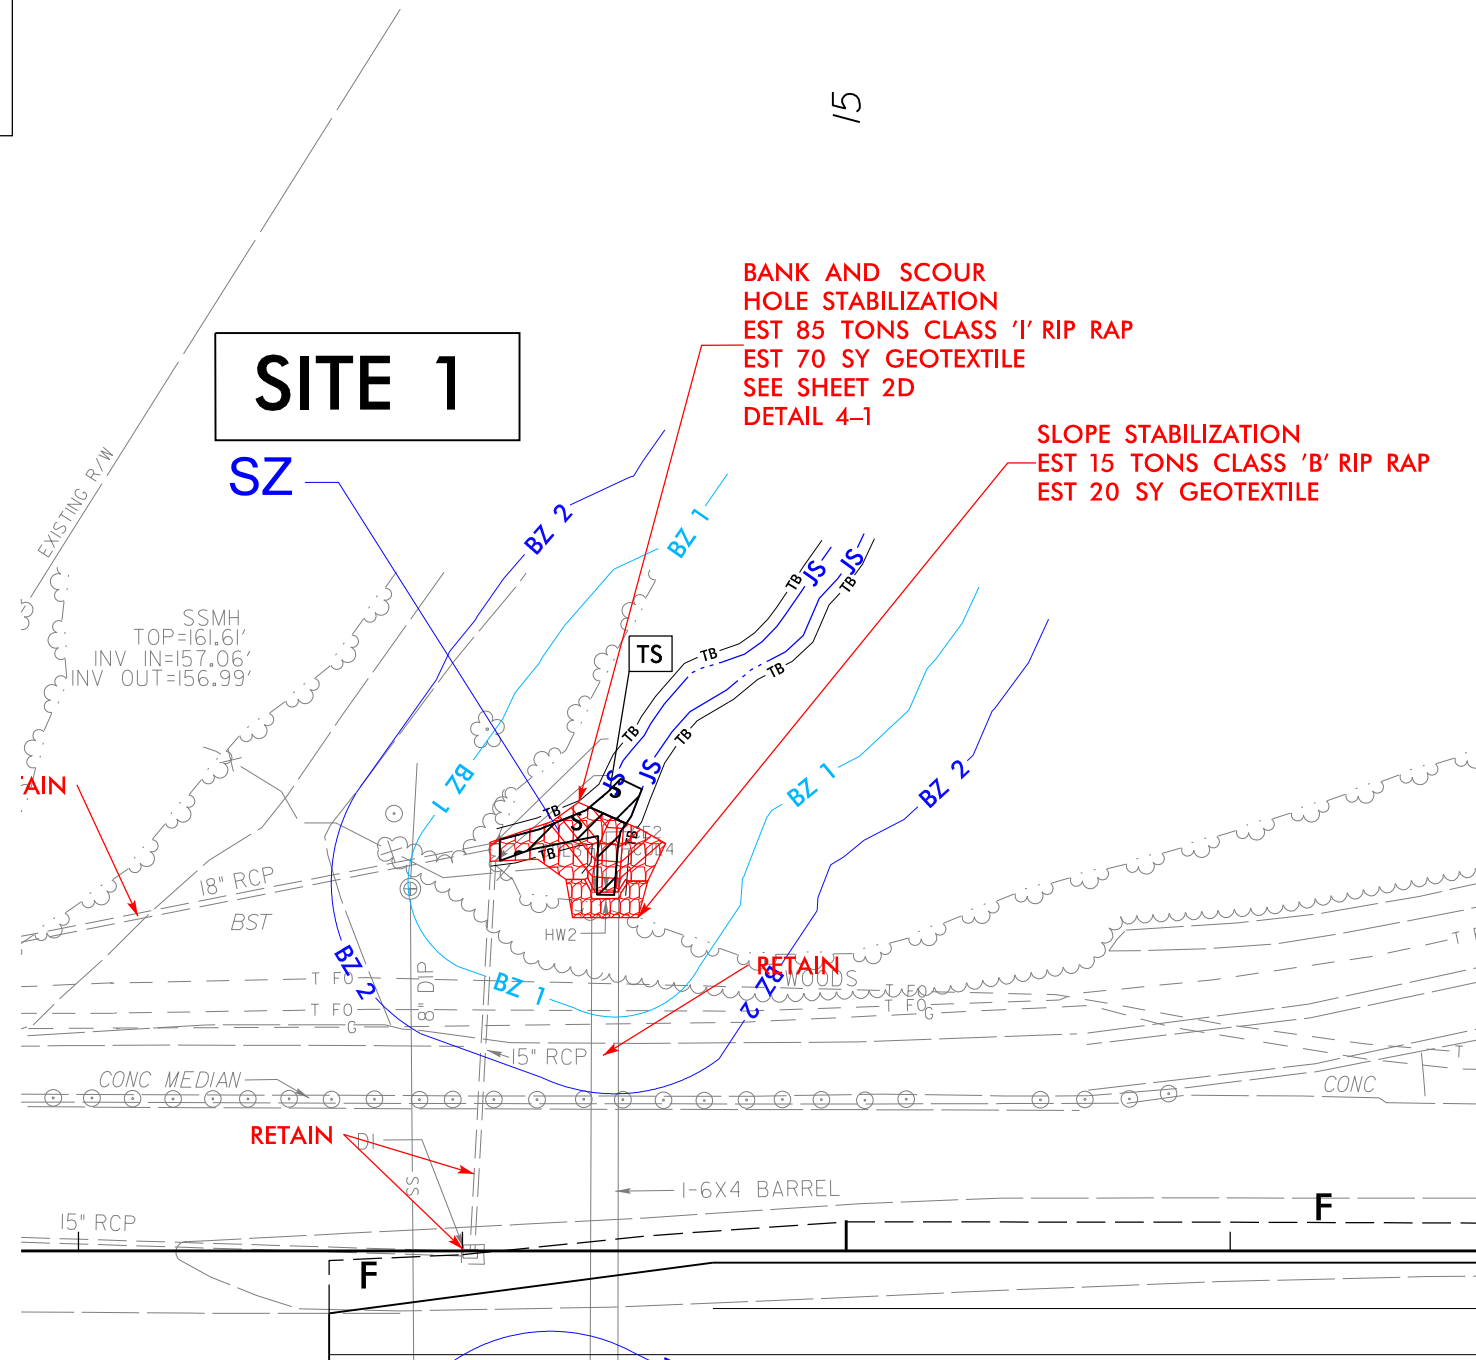 15
BANK AND SCOUR
HOLE STABILIZATION
EST 85 TONS CLASS 'I' RIP RAP
EST 70 SY GEOTEXTILE
SEE SHEET 2D
DETAIL 4-1
SITE 1
SZ
SLOPE STABILIZATION
EST 15 TONS CLASS 'B' RIP RAP
EST 20 SY GEOTEXTILE
EXISTING R/W
BZ 2
BZ 1
TB
JS
JS
TB
SSMH
TOP=161.61'
INV IN=157.06'
INV OUT=156.99'
TS
TB
TB
TB
TB
JS
JS
BZ 1
BZ 1
BZ 2
AIN
S
S
TB
TB
TB
18" RCP
BST
HW2
BZ 2
8" DIP
BZ 1
RETAIN
WOODS
BZ 2
T FO
T FO
T FO
T FO
G
G
T
15" RCP
CONC MEDIAN
CONC
T
RETAIN
DI
SS
1-6X4 BARREL
15" RCP
F
F